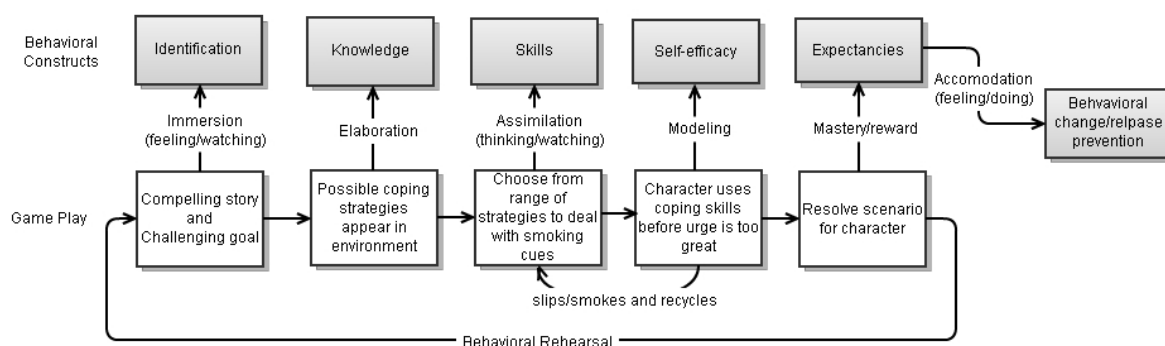 Behavioral
Constructs
Identification
Knowledge
Skills
Self-efficacy
Expectancies
Accomodation
(feeling/doing)
Behvavioral
change/relpase
prevention
Immersion
(feeling/watching)
Elaboration
Assimilation
(thinking/watching)
Modeling
Mastery/reward
Game Play
Compelling story
and
Challenging goal
Possible coping
strategies
appear in
environment
Choose from
range of
strategies to deal
with smoking
cues
Character uses
coping skills
before urge is too
great
Resolve scenario
for character
slips/smokes and recycles
Behavioral Rehearsal